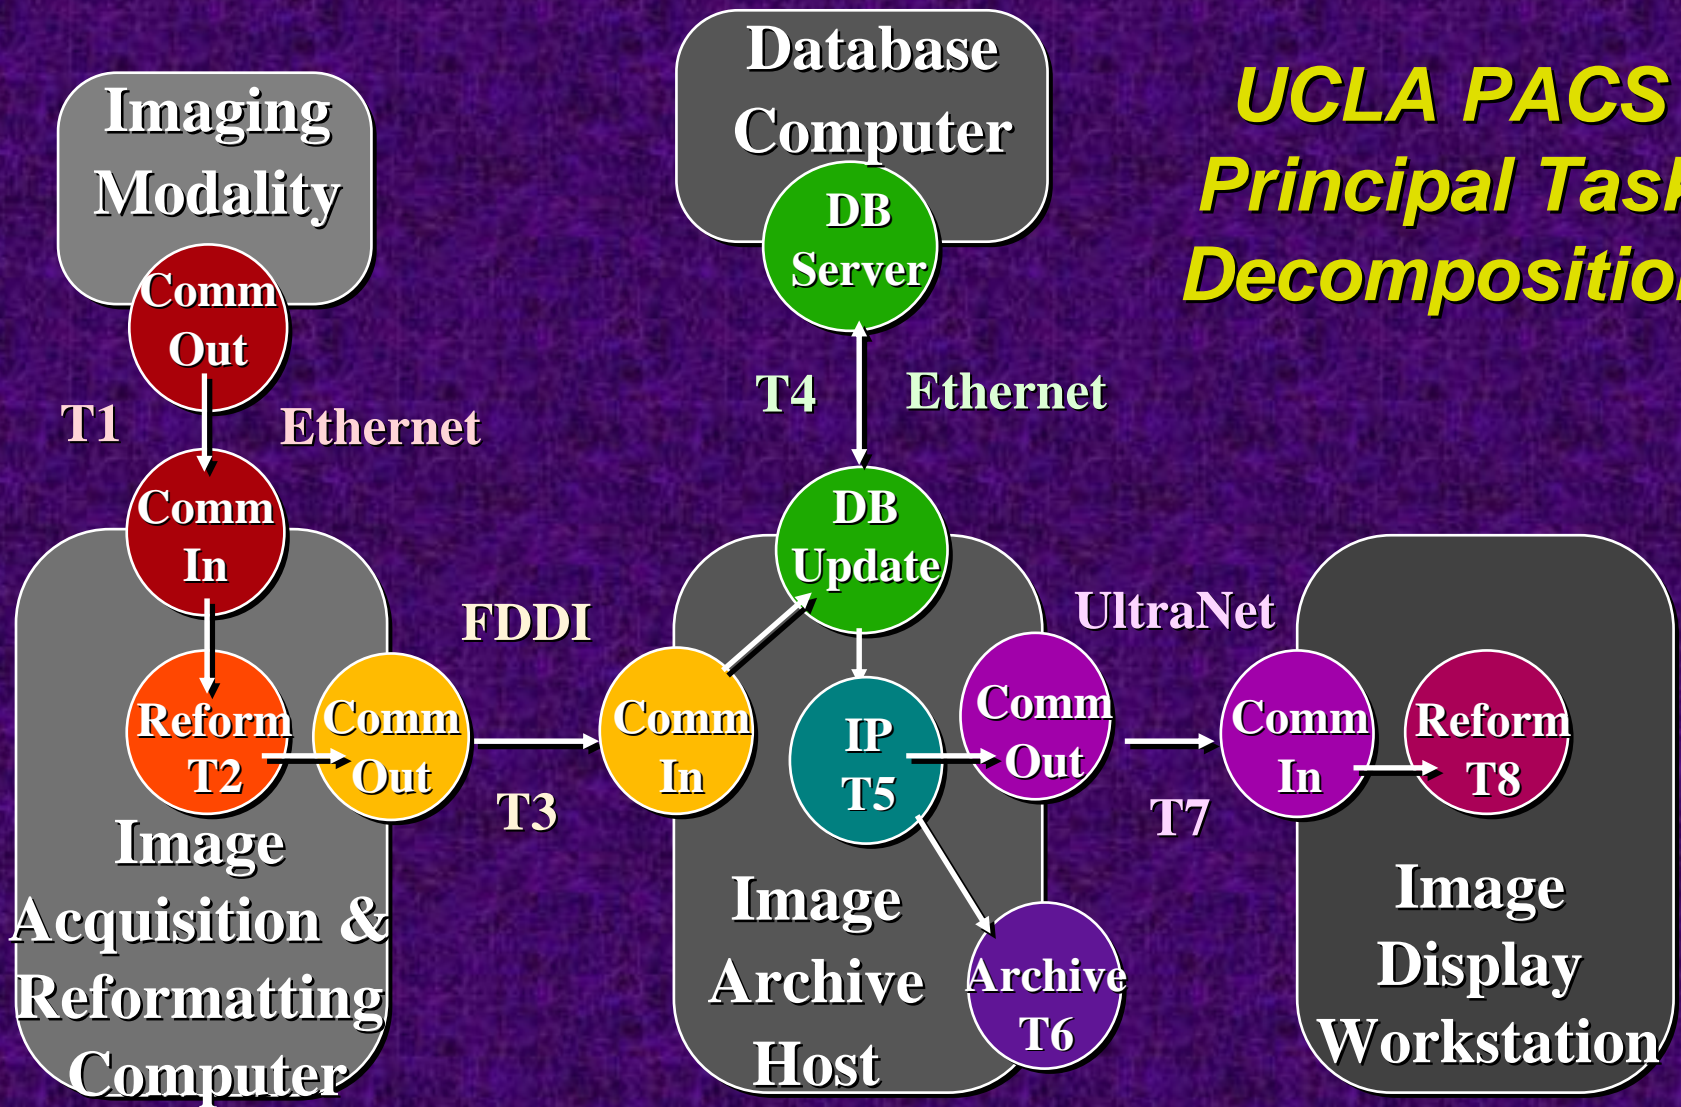 Imaging
Modality
Comm
Out
T1
Ethernet
Comm
In
Reform
T2
Comm
Out
Image
Acquisition &
Reformatting
Computer
FDDI
T3
Database
Computer
DB
Server
T4
Ethernet
DB
Update
Comm
In
IP
T5
Comm
Out
Archive
T6
Image
Archive
Host
UltraNet
T7
Comm
In
Reform
T8
Image
Display
Workstation
UCLA PACS
Principal Task
Decomposition